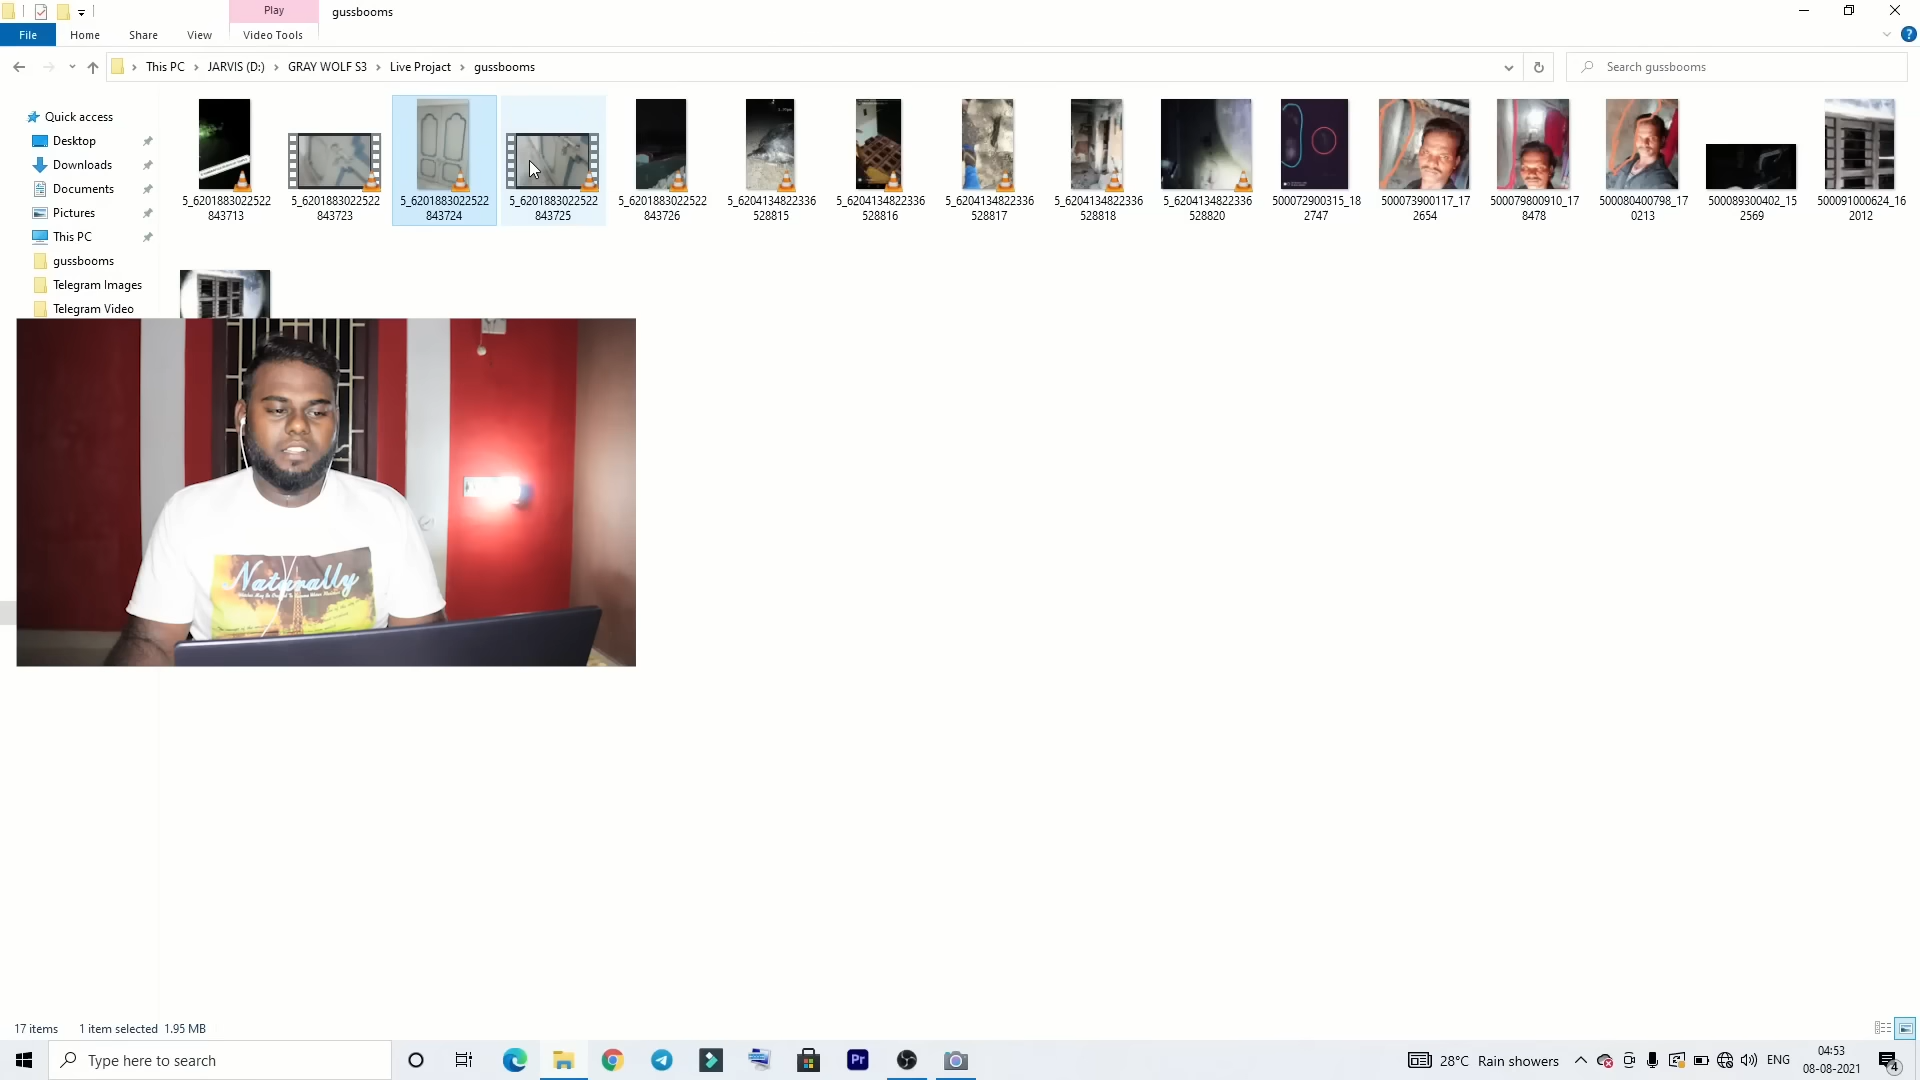 Play
gussbooms
File
Home
Share
View
Video Tools
This PC
JARVIS (D:)
GRAY WOLF S3
Live Projact
gussbooms
Search gussbooms
Quick access
Desktop
Downloads
Documents
Pictures
This PC
gussbooms
Telegram Images
Telegram Video
5_6201883022522
843713
5_6201883022522
843723
5_6201883022522
843724
5_6201883022522
843725
5_6201883022522
843726
5_6204134822336
528815
5_6204134822336
528816
5_6204134822336
528817
5_6204134822336
528818
5_6204134822336
528820
500072900315_18
2747
500073900117_17
2654
500079800910_17
8478
500080400798_17
0213
500089300402_15
2569
500091000624_16
2012
Naturally
17 items
1 item selected 1.95 MB
Type here to search
Pr
28°C Rain showers
ENG
04:53
08-08-2021
4